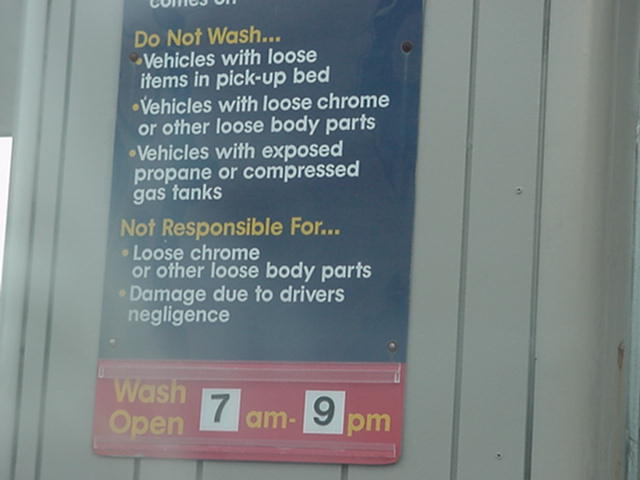 comes on
Do Not Wash...
•Vehicles with loose
items in pick-up bed
•Vehicles with loose chrome
or other loose body parts
•Vehicles with exposed
propane or compressed
gas tanks
Not Responsible For...
•Loose chrome
or other loose body parts
•Damage due to drivers
negligence
Wash
Open 7 am- 9 pm